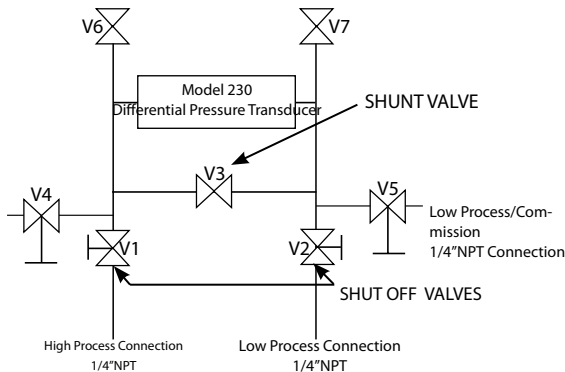 V6
V7
Model 230
Differential Pressure Transducer
SHUNT VALVE
V3
V4
V5
Low Process/Com-
mission
1/4”NPT Connection
V1
V2
SHUT OFF VALVES
High Process Connection
1/4”NPT
Low Process Connection
1/4”NPT